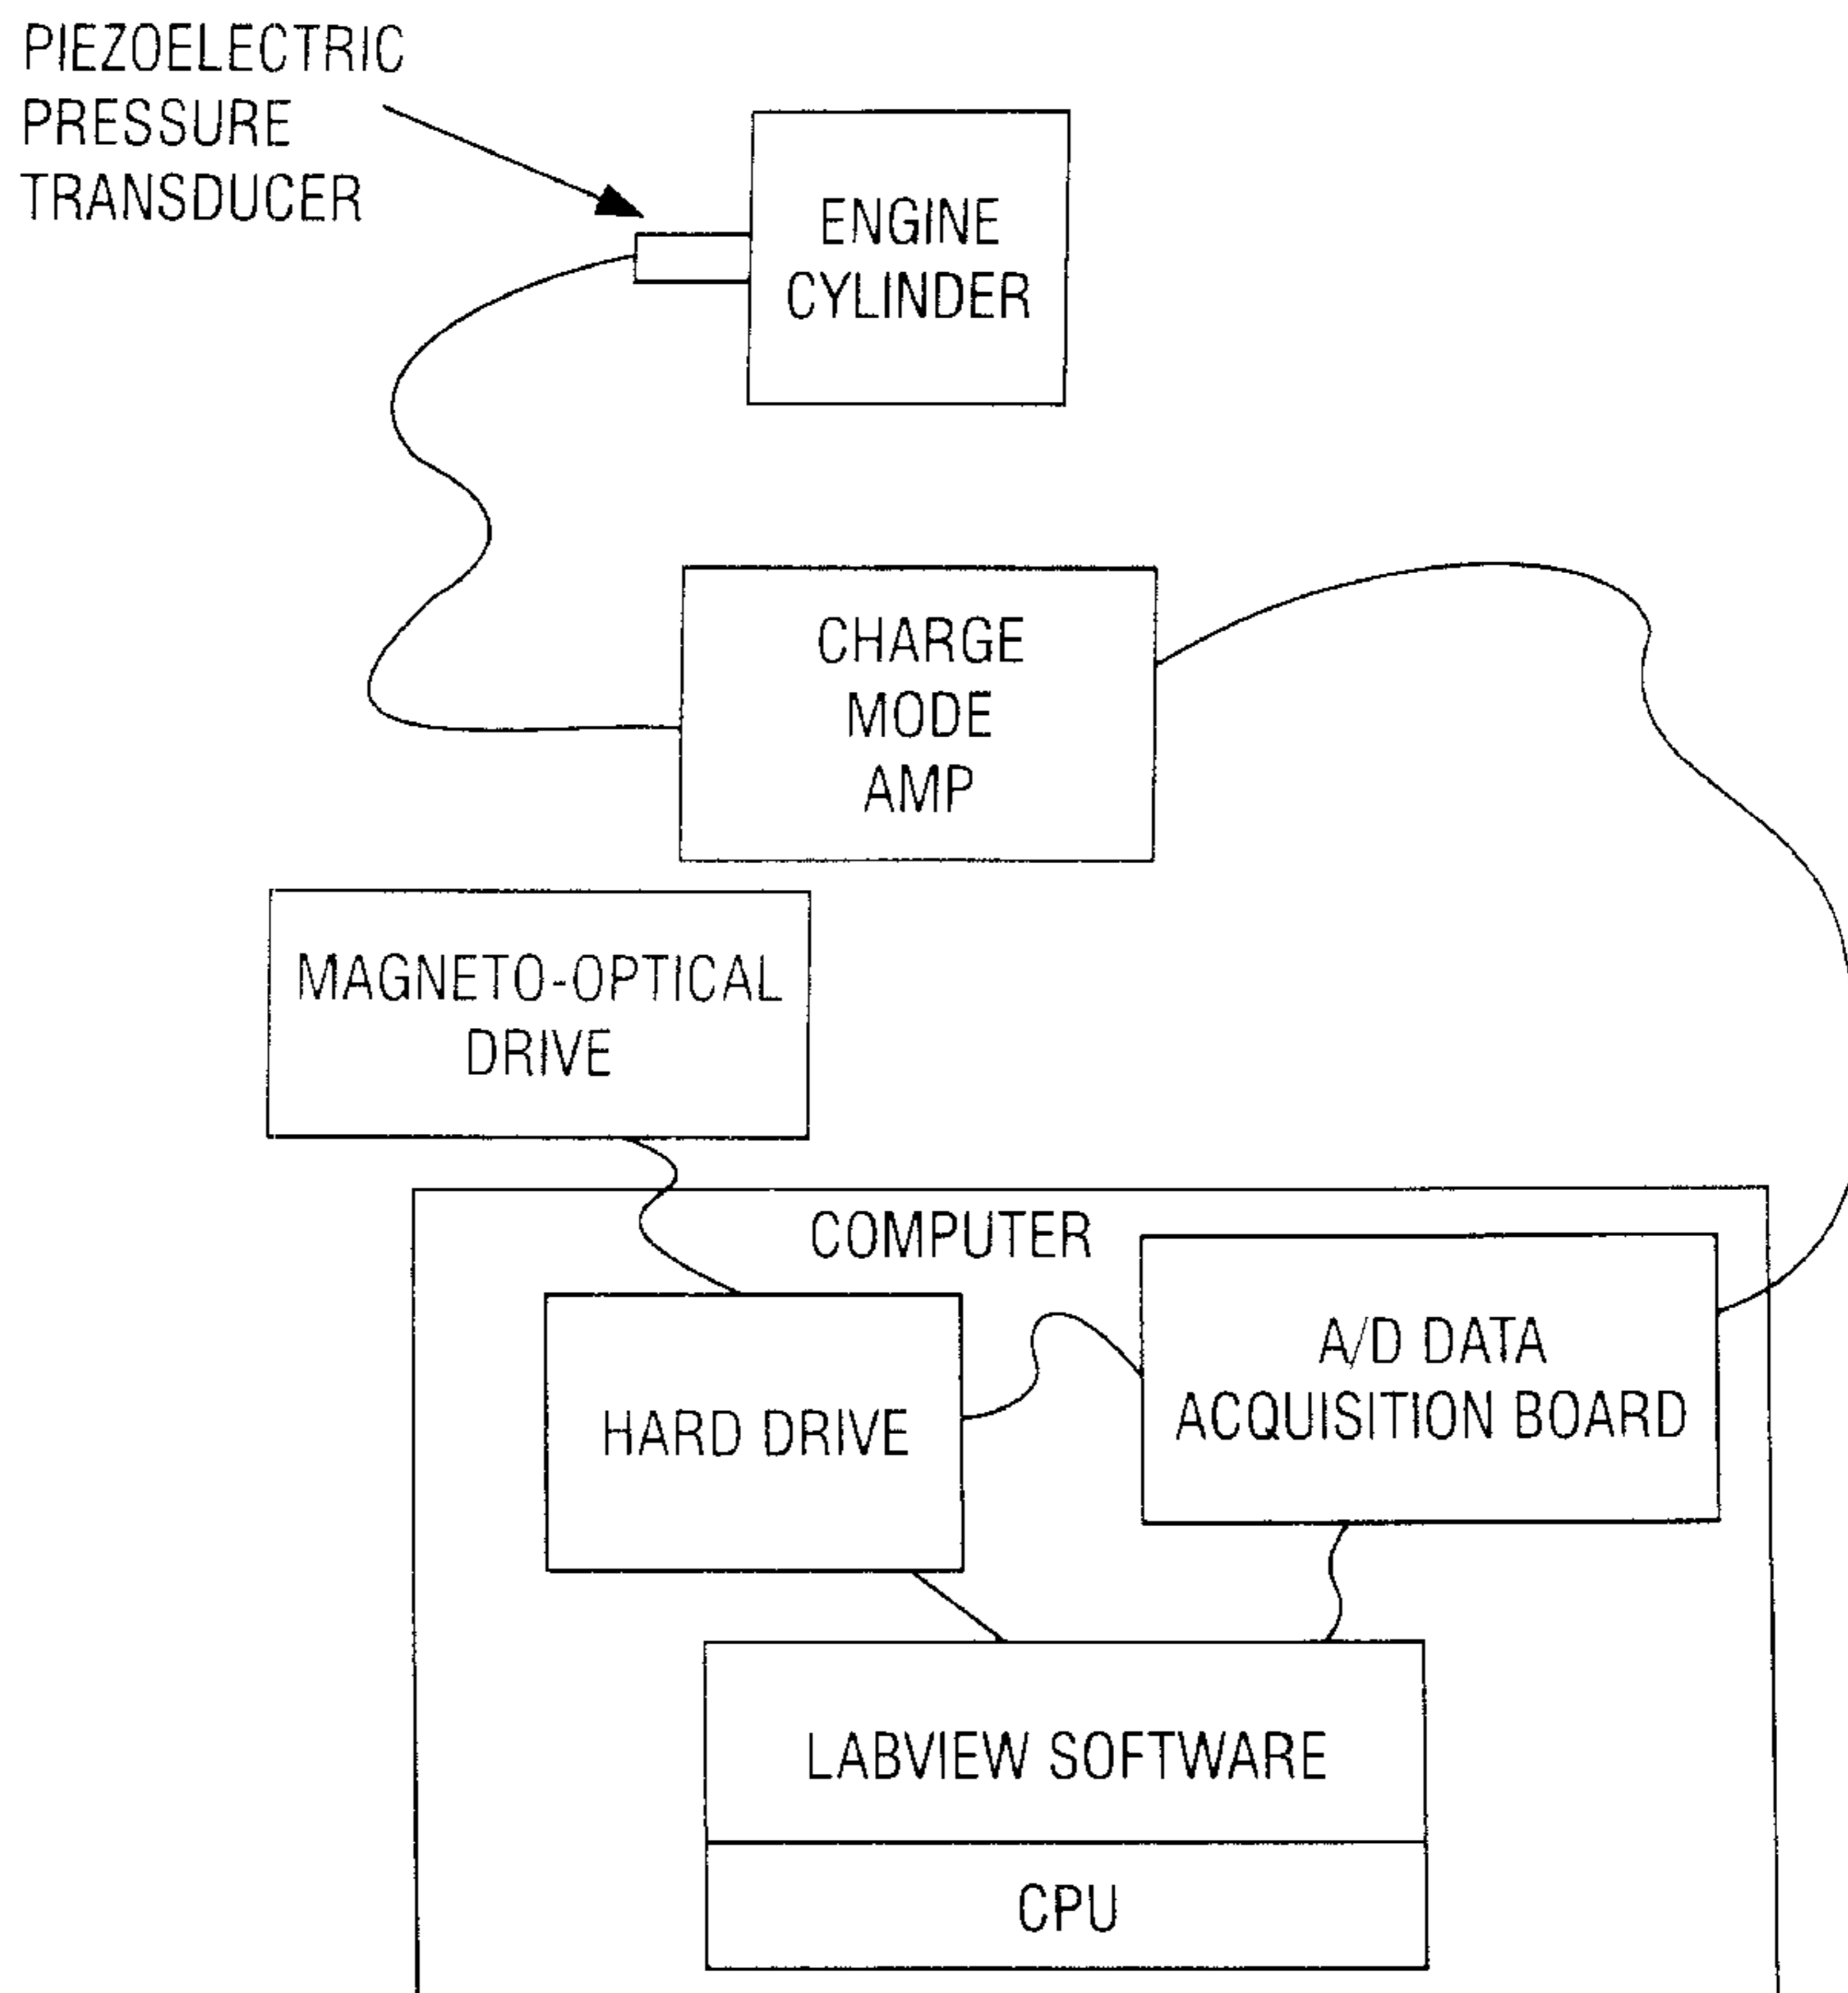 PIEZOELECTRIC
PRESSURE
TRANSDUCER
ENGINE
CYLINDER
CHARGE
MODE
AMP
MAGNETO-OPTICAL
DRIVE
COMPUTER
A/D DATA
ACQUISITION BOARD
HARD DRIVE
LABVIEW SOFTWARE
CPU